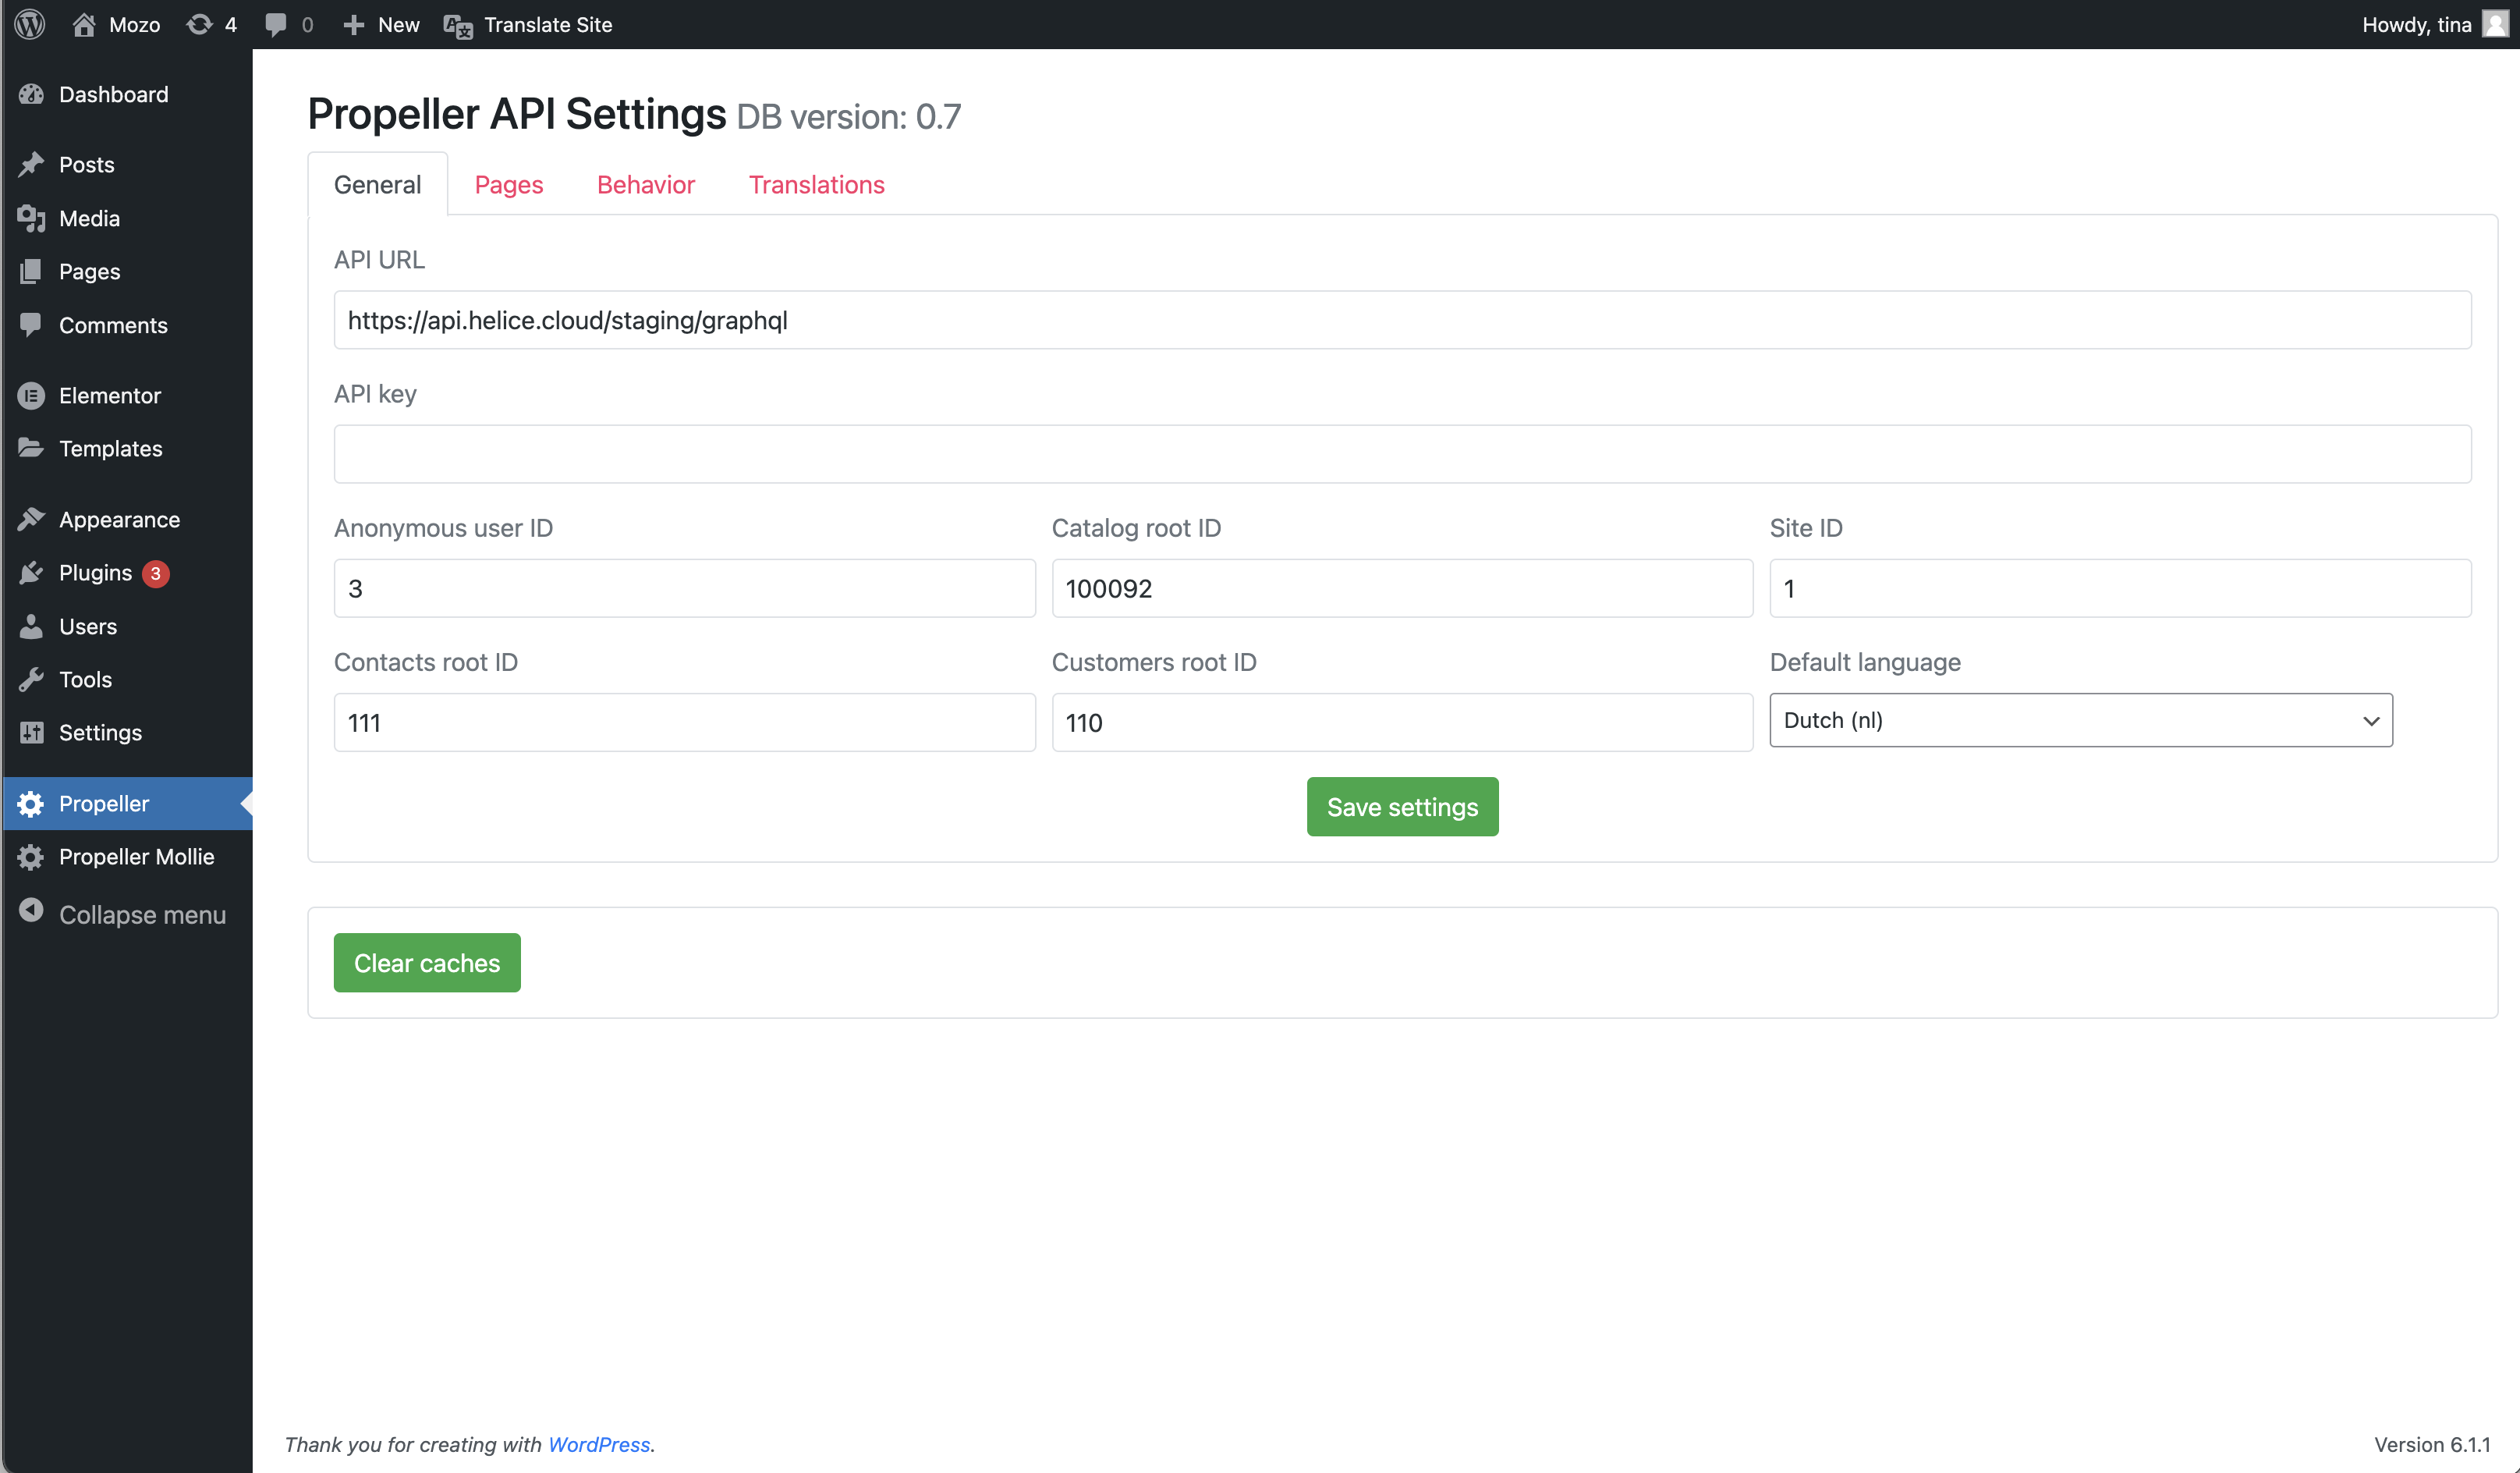 Mozo 4 0 New Translate Site Howdy, tina
Dashboard
Posts
Media
Pages
Comments
Elementor
Templates
Appearance
Plugins 3
Users
Tools
Settings
Propeller
Propeller Mollie
Collapse menu
Propeller API Settings DB version: 0.7
General Pages Behavior Translations
API URL
https://api.helice.cloud/staging/graphql
API key
Anonymous user ID Catalog root ID Site ID
3 100092 1
Contacts root ID Customers root ID Default language
111 110 Dutch (nl)
Save settings
Clear caches
Thank you for creating with WordPress. Version 6.1.1